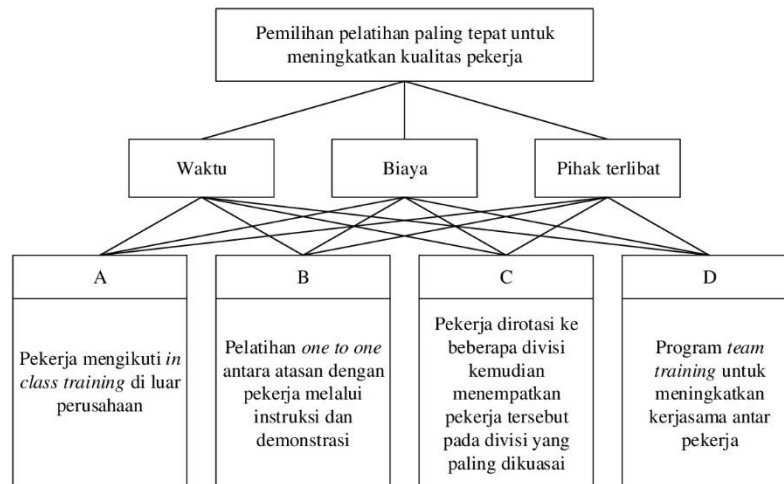 Pemilihan pelatihan paling tepat untuk
meningkatkan kualitas pekerja
Waktu
Biaya
Pihak terlibat
A
Pekerja mengikuti in
class training di luar
perusahaan
B
Pelatihan one to one
antara atasan dengan
pekerja melalui
instruksi dan
demonstrasi
C
Pekerja dirotasi ke
beberapa divisi
kemudian
menempatkan
pekerja tersebut
pada divisi yang
paling dikuasai
D
Program team
training untuk
meningkatkan
kerjasama antar
pekerja